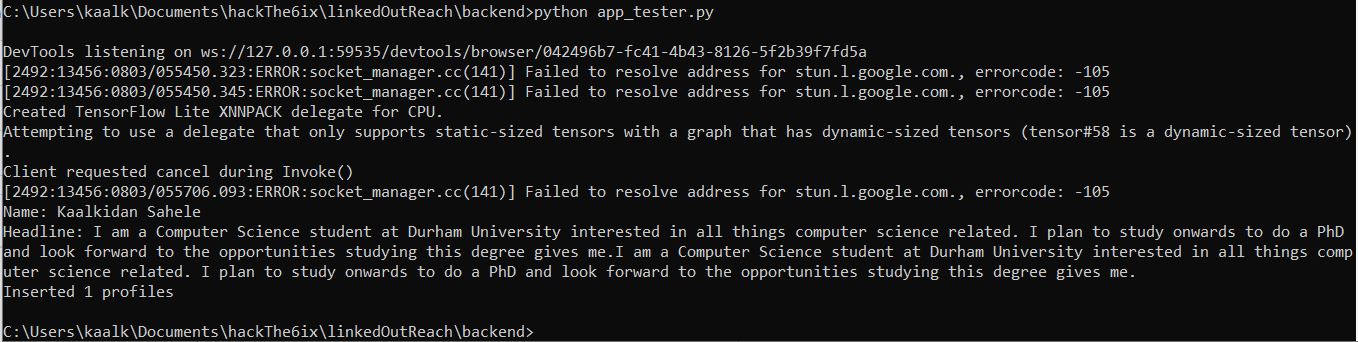 C:\Users\kaalk\Documents\hackThe6ix\linkedOutReach\backend>python app_tester.py
DevTools listening on ws://127.0.0.1:59535/devtools/browser/042496b7-fc41-4b43-8126-5f2b39f7fd5a
[2492:13456:0803/055450.323:ERROR:socket_manager.cc(141)] Failed to resolve address for stun.l.google.com., errorcode: -105
[2492:13456:0803/055450.345:ERROR:socket_manager.cc(141)] Failed to resolve address for stun.l.google.com., errorcode: -105
Created TensorFlow Lite XNNPACK delegate for CPU.
Attempting to use a delegate that only supports static-sized tensors with a graph that has dynamic-sized tensors (tensor#58 is a dynamic-sized tensor)
.
Client requested cancel during Invoke()
[2492:13456:0803/055706.093:ERROR:socket_manager.cc(141)] Failed to resolve address for stun.l.google.com., errorcode: -105
Name: Kaalkidan Sahele
Headline: I am a Computer Science student at Durham University interested in all things computer science related. I plan to study onwards to do a PhD
and look forward to the opportunities studying this degree gives me.I am a Computer Science student at Durham University interested in all things comp
uter science related. I plan to study onwards to do a PhD and look forward to the opportunities studying this degree gives me.
Inserted 1 profiles
C:\Users\kaalk\Documents\hackThe6ix\linkedOutReach\backend>